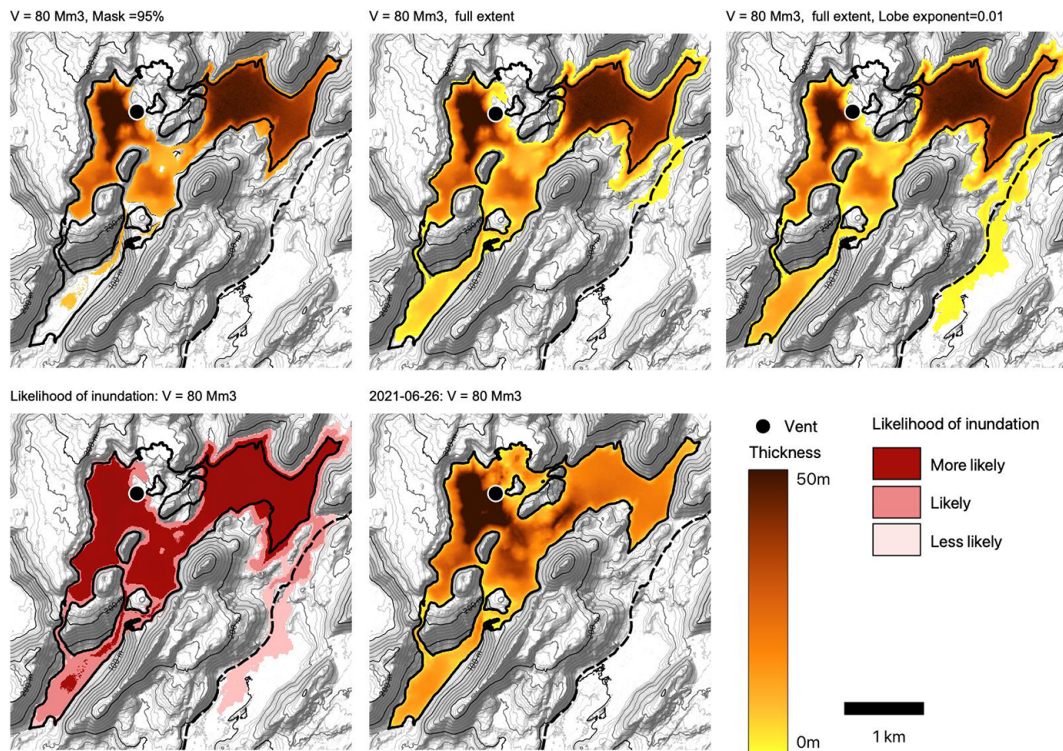 V = 80 Mm3, Mask =95%
V = 80 Mm3, full extent
V = 80 Mm3, full extent, Lobe exponent=0.01
Likelihood of inundation: V = 80 Mm3
2021-06-26: V = 80 Mm3
Vent
Thickness
50m
0m
Likelihood of inundation
More likely
Likely
Less likely
1 km